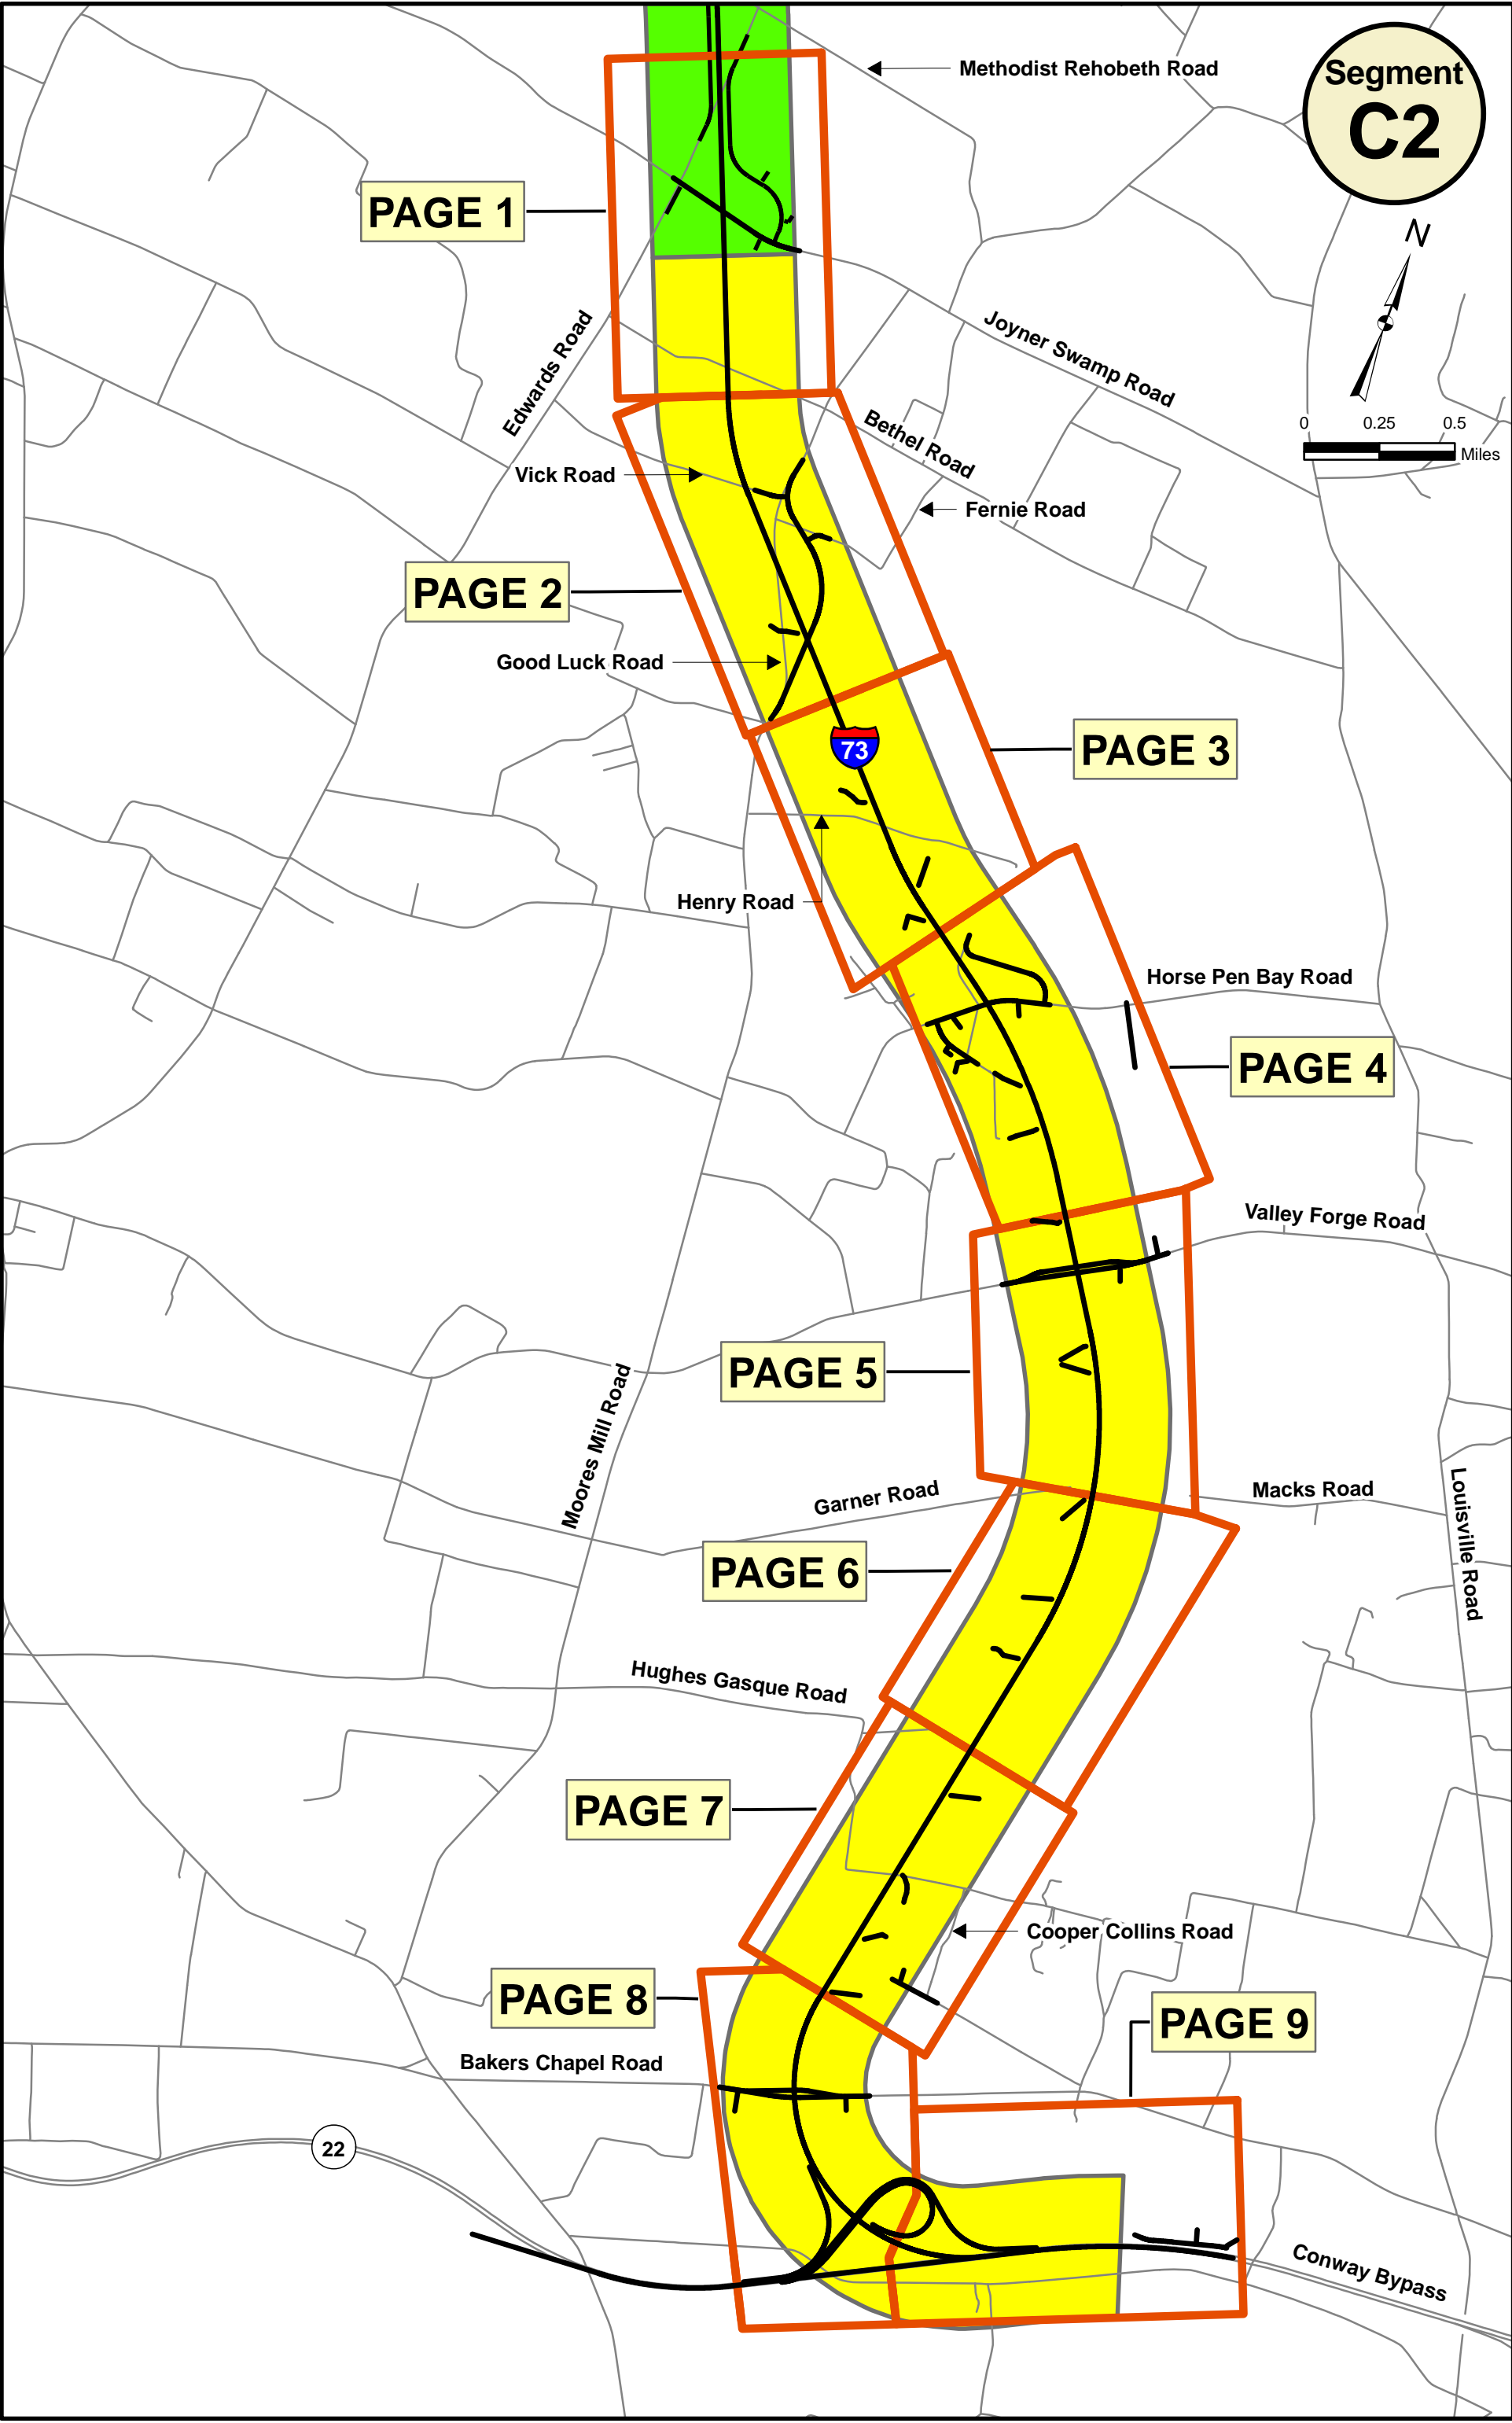 Segment
C2
Methodist Rehobeth Road
N
PAGE 1
Joyner Swamp Road
Edwards Road
0 0.25 0.5
Miles
Bethel Road
Vick Road
Fernie Road
PAGE 2
Good Luck Road
73
PAGE 3
Henry Road
Horse Pen Bay Road
PAGE 4
Valley Forge Road
PAGE 5
Moores Mill Road
Garner Road
Macks Road
Louisville Road
PAGE 6
Hughes Gasque Road
PAGE 7
Cooper Collins Road
PAGE 8
PAGE 9
Bakers Chapel Road
22
Conway Bypass